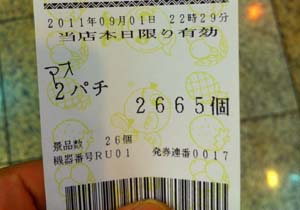 2011年09月01日 22時29分
当店本日限り有効
アス
2パチ
2665個
景品数 26個
機器番号RU01 発券連番0017